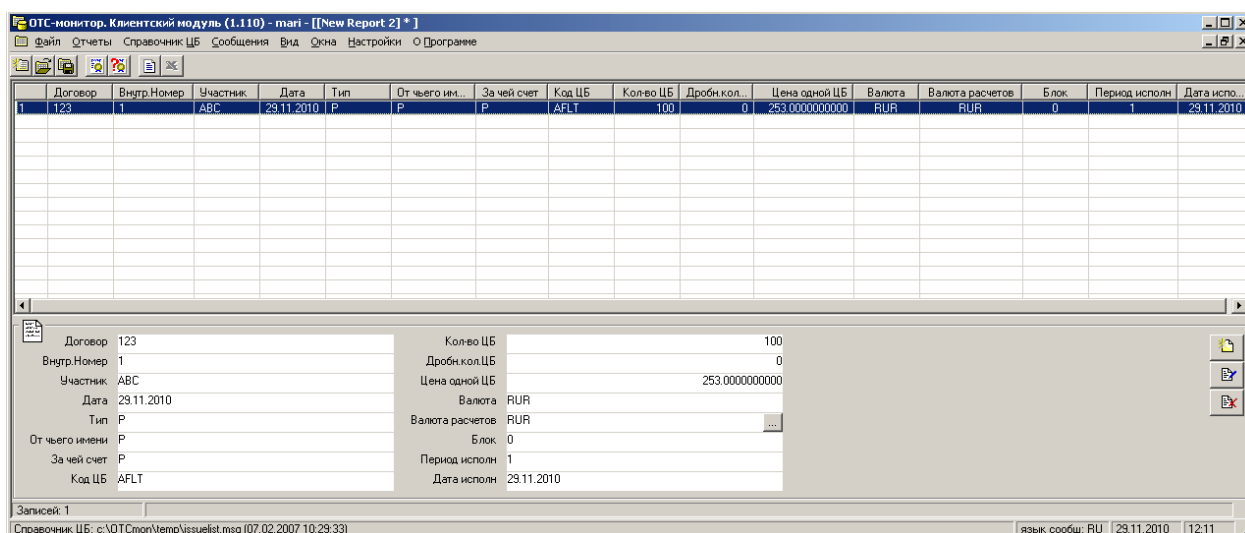 ОТС-монитор. Клиентский модуль (1.110) - mari - [[New Report 2] * ]
Файл Отчеты Справочник ЦБ Сообщения Вид Окна Настройки О Программе
Договор Внутр.Номер Участник Дата Тип От чьего им... За чей счет Код ЦБ Кол-во ЦБ Дробн.кол... Цена одной ЦБ Валюта Валюта расчетов Блок Период исполн Дата испо...
1 123 1 ABC 29.11.2010 P P P AFLT 100 0 253.0000000000 RUR RUR 0 1 29.11.2010
Договор 123 Кол-во ЦБ 100
Внутр.Номер 1 Дробн.кол.ЦБ 0
Участник ABC Цена одной ЦБ 253.0000000000
Дата 29.11.2010 Валюта RUR
Тип P Валюта расчетов RUR ...
От чьего имени P Блок 0
За чей счет P Период исполн 1
Код ЦБ AFLT Дата исполн 29.11.2010
Записей: 1
Справочник ЦБ: c:\OTCmon\temp\issuelist.msg (07.02.2007 10:29:33) язык сообщ: RU 29.11.2010 12:11